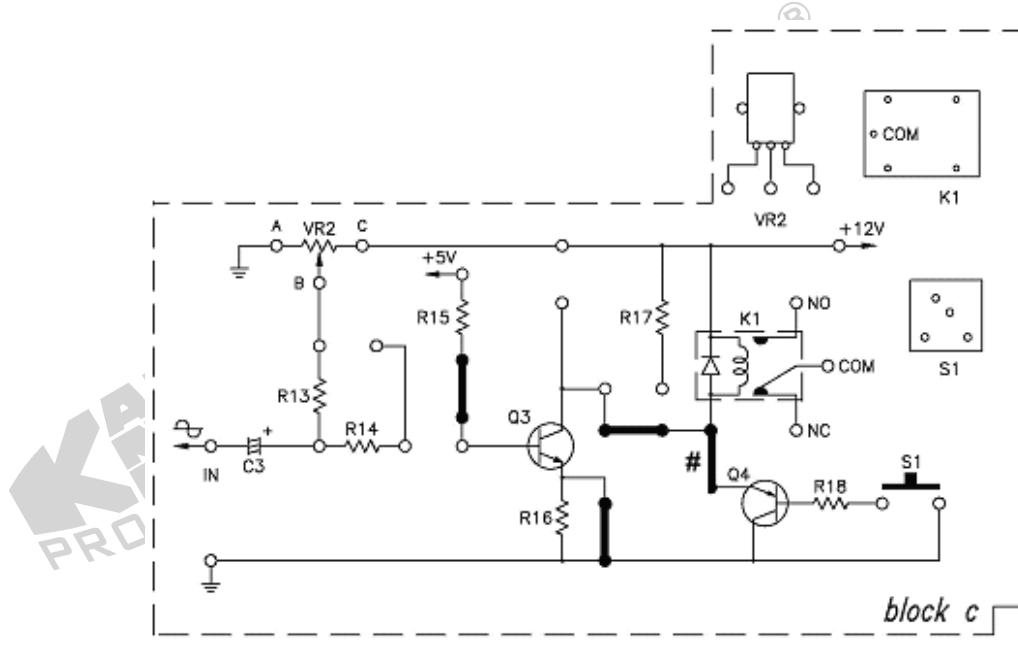 ®
COM
K1
VR2
A VR2 C +12V
+5V
B
R15 R17 K1 NO
COM
S1
R13
Q3
R14
NC
IN C3 +
# Q4 S1
R18
R16
PRO
block c